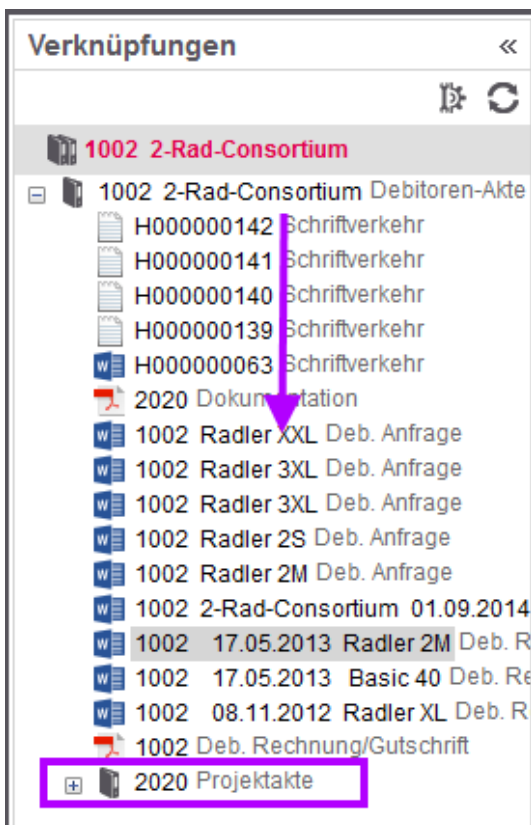 Verknüpfungen «
1002 2-Rad-Consortium
1002 2-Rad-Consortium Debitoren-Akte
H000000142 Schriftverkehr
H000000141 Schriftverkehr
H000000140 Schriftverkehr
H000000139 Schriftverkehr
H000000063 Schriftverkehr
2020 Dokumentation
1002 Radler XXL Deb. Anfrage
1002 Radler 3XL Deb. Anfrage
1002 Radler 3XL Deb. Anfrage
1002 Radler 2S Deb. Anfrage
1002 Radler 2M Deb. Anfrage
1002 2-Rad-Consortium 01.09.2014
1002 17.05.2013 Radler 2M Deb. R
1002 17.05.2013 Basic 40 Deb. Re
1002 08.11.2012 Radler XL Deb. R
1002 Deb. Rechnung/Gutschrift
2020 Projektakte